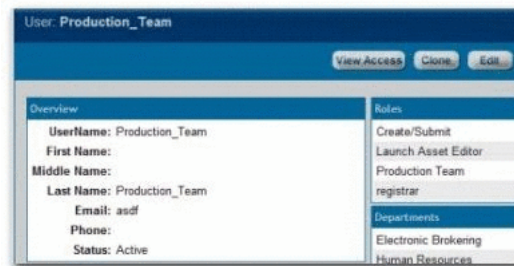 User: Production_Team
View Access
Clone
Edit
Overview
UserName: Production_Team
First Name:
Middle Name:
Last Name: Production_Team
Email: asdf
Phone:
Status: Active
Roles
Create/Submit
Launch Asset Editor
Production Team
registrar
Departments
Electronic Brokering
Human Resources